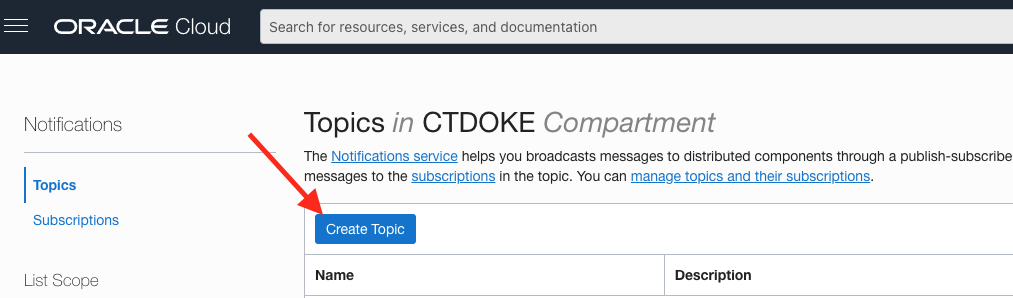 ORACLE Cloud
Search for resources, services, and documentation
Notifications
Topics
Subscriptions
List Scope
Topics in CTDOKE Compartment
The Notifications service helps you broadcasts messages to distributed components through a publish-subscribe
messages to the subscriptions in the topic. You can manage topics and their subscriptions.
Create Topic
Name
Description